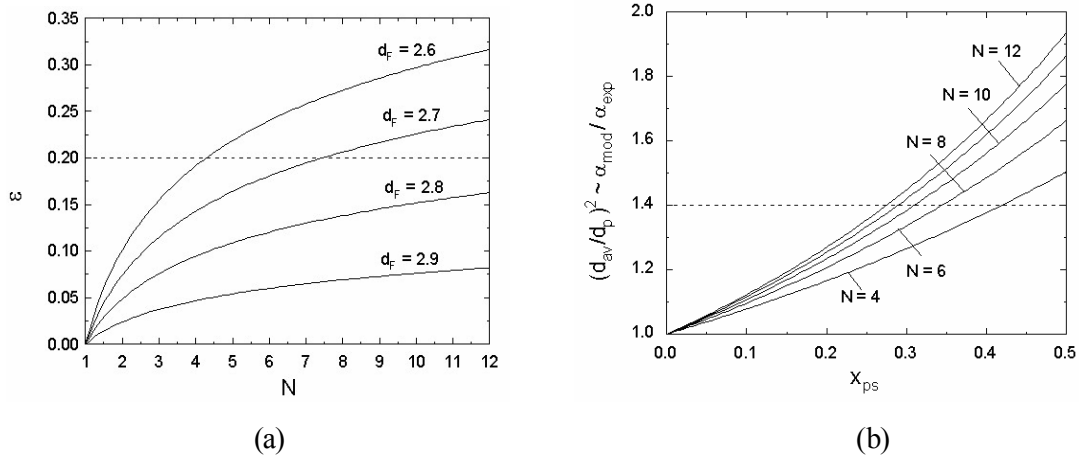 0.35
0.30
0.25
0.20
0.15
0.10
0.05
0.00
ε
d_F = 2.6
d_F = 2.7
d_F = 2.8
d_F = 2.9
1 2 3 4 5 6 7 8 9 10 11 12
N
(a)
2.0
1.8
1.6
1.4
1.2
1.0
(d_av/d_p)² ~ α_mod/α_exp
N = 12
N = 10
N = 8
N = 6
N = 4
0.0 0.1 0.2 0.3 0.4 0.5
x_ps
(b)